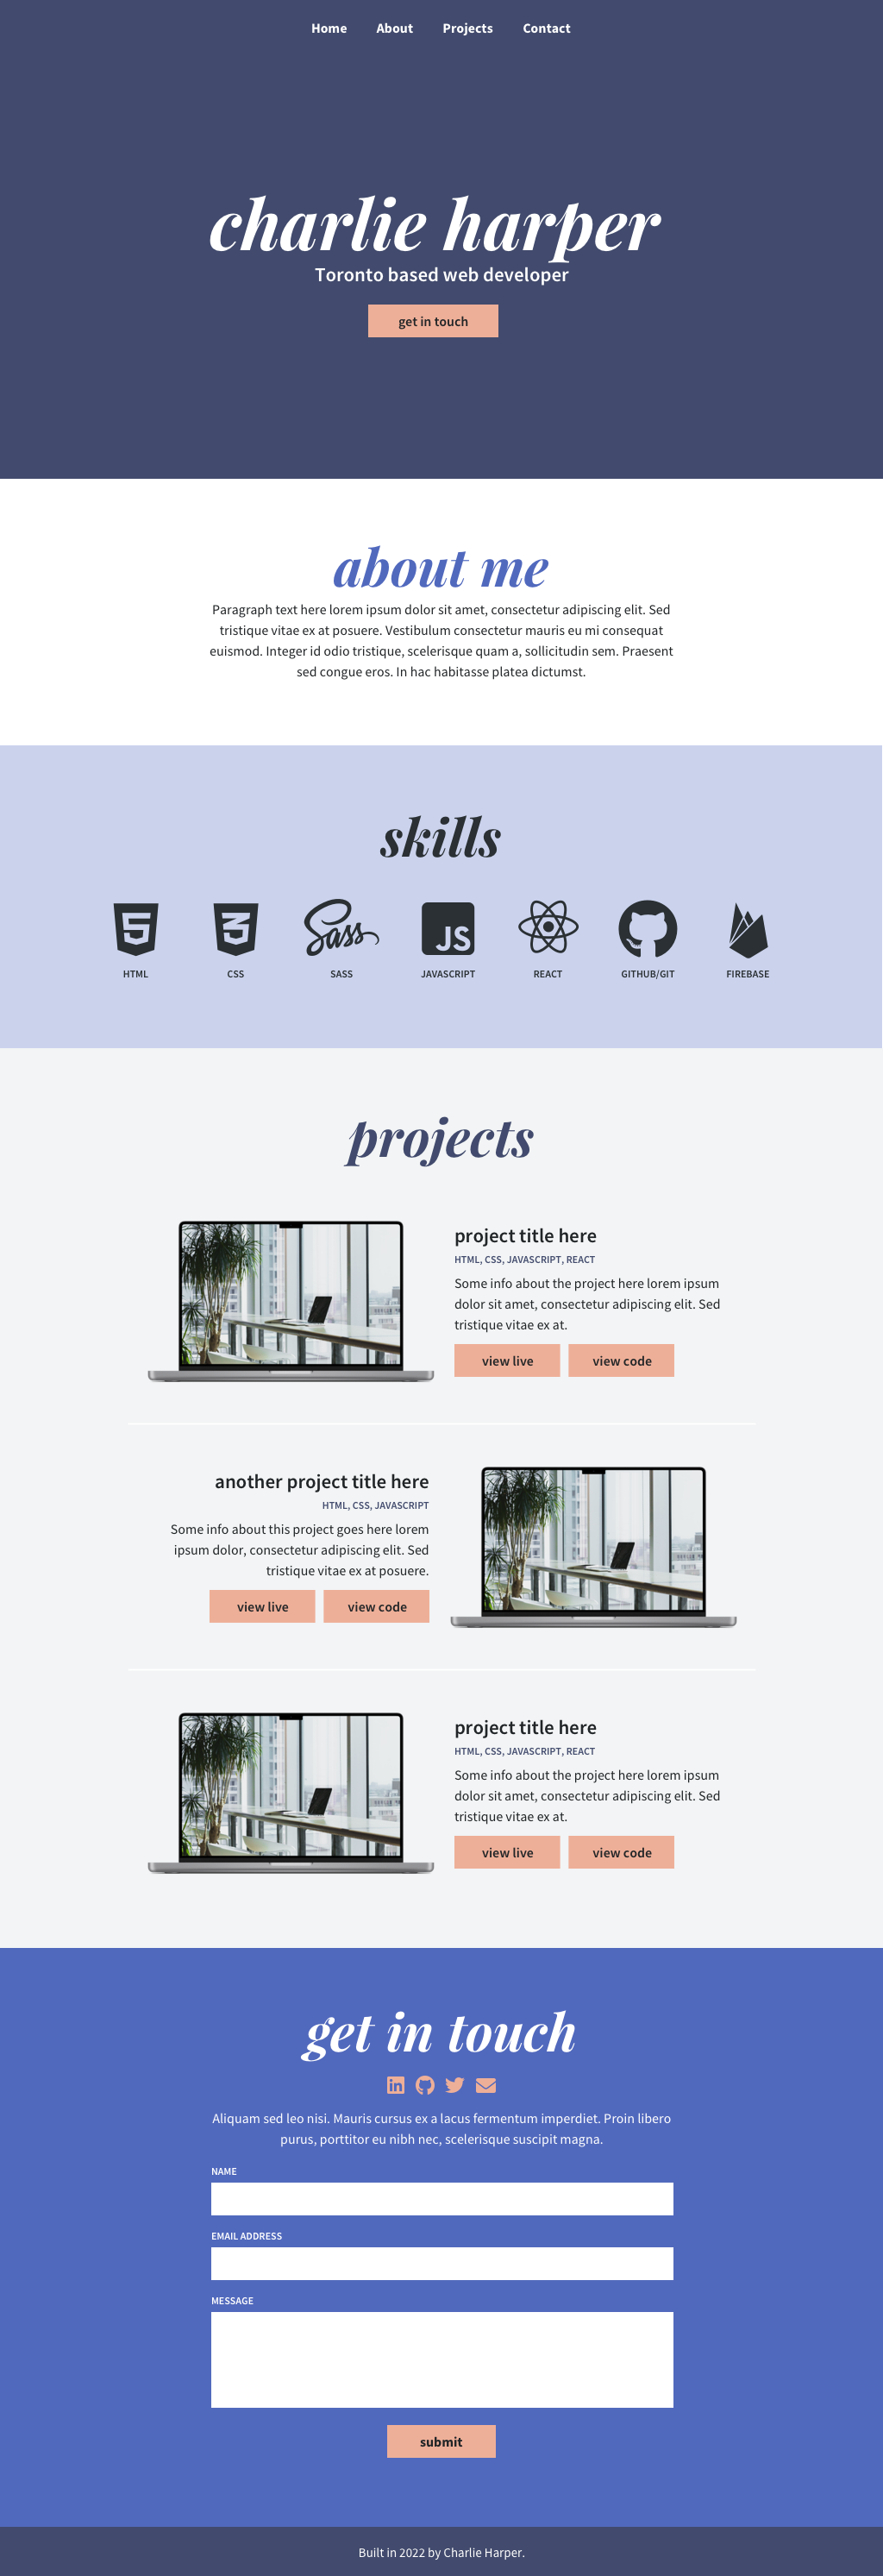 Home About Projects Contact
charlie harper
Toronto based web developer
get in touch
about me
Paragraph text here lorem ipsum dolor sit amet, consectetur adipiscing elit. Sed
tristique vitae ex at posuere. Vestibulum consectetur mauris eu mi consequat
euismod. Integer id odio tristique, scelerisque quam a, sollicitudin sem. Praesent
sed congue eros. In hac habitasse platea dictumst.
skills
5 3 Sass JS
HTML CSS SASS JAVASCRIPT REACT GITHUB/GIT FIREBASE
projects
project title here
HTML, CSS, JAVASCRIPT, REACT
Some info about the project here lorem ipsum
dolor sit amet, consectetur adipiscing elit. Sed
tristique vitae ex at.
view live view code
another project title here
HTML, CSS, JAVASCRIPT
Some info about this project goes here lorem
ipsum dolor, consectetur adipiscing elit. Sed
tristique vitae ex at posuere.
view live view code
project title here
HTML, CSS, JAVASCRIPT, REACT
Some info about the project here lorem ipsum
dolor sit amet, consectetur adipiscing elit. Sed
tristique vitae ex at.
view live view code
get in touch
in
Aliquam sed leo nisi. Mauris cursus ex a lacus fermentum imperdiet. Proin libero
purus, porttitor eu nibh nec, scelerisque suscipit magna.
NAME
EMAIL ADDRESS
MESSAGE
submit
Built in 2022 by Charlie Harper.